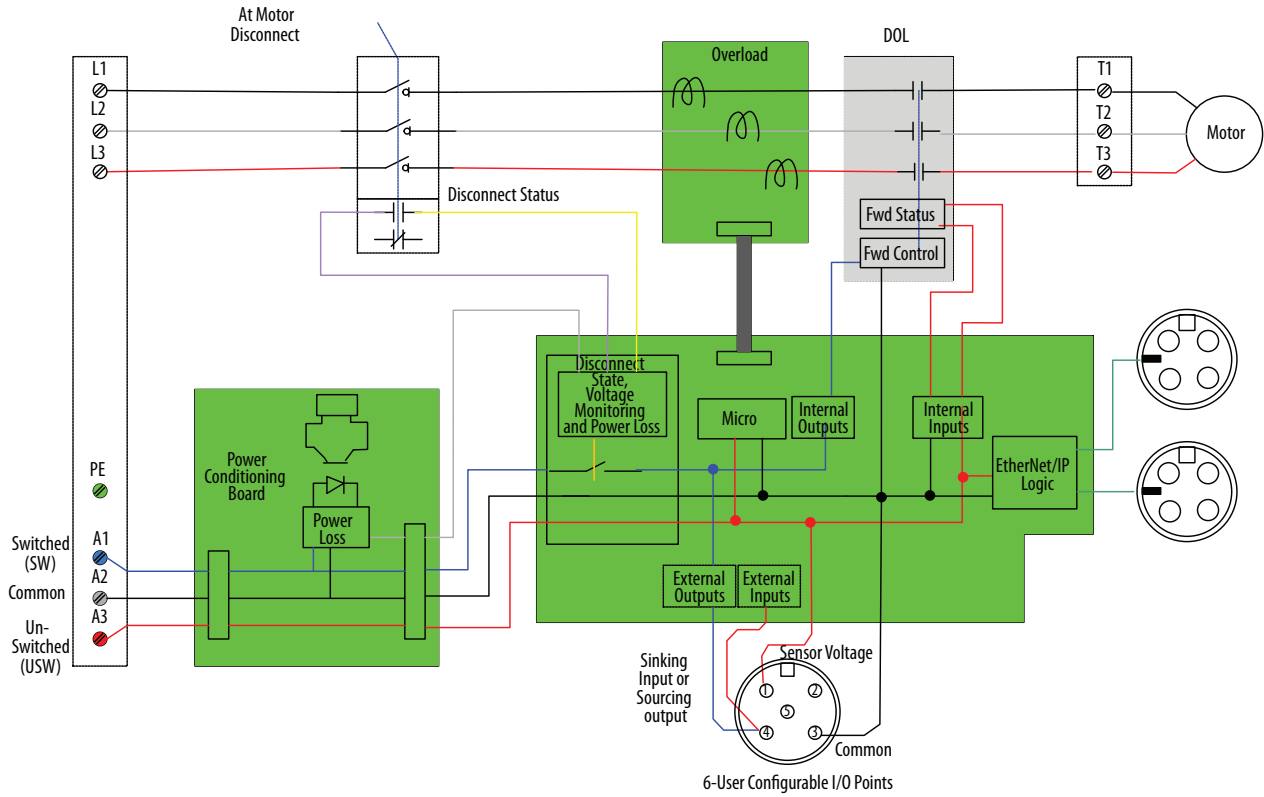 At Motor
Disconnect
DOL
L1
L2
L3
Overload
T1
T2
T3
Motor
Disconnect Status
Fwd Status
Fwd Control
Disconnect
State,
Voltage
Monitoring
and Power Loss
Micro
Internal
Outputs
Internal
Inputs
EtherNet/IP
Logic
PE
Power
Conditioning
Board
Power
Loss
Switched
(SW)
A1
A2
Common
A3
Un-
Switched
(USW)
External
Outputs
External
Inputs
Sensor Voltage
Sinking
Input or
Sourcing
output
1
2
5
4
3
Common
6-User Configurable I/O Points